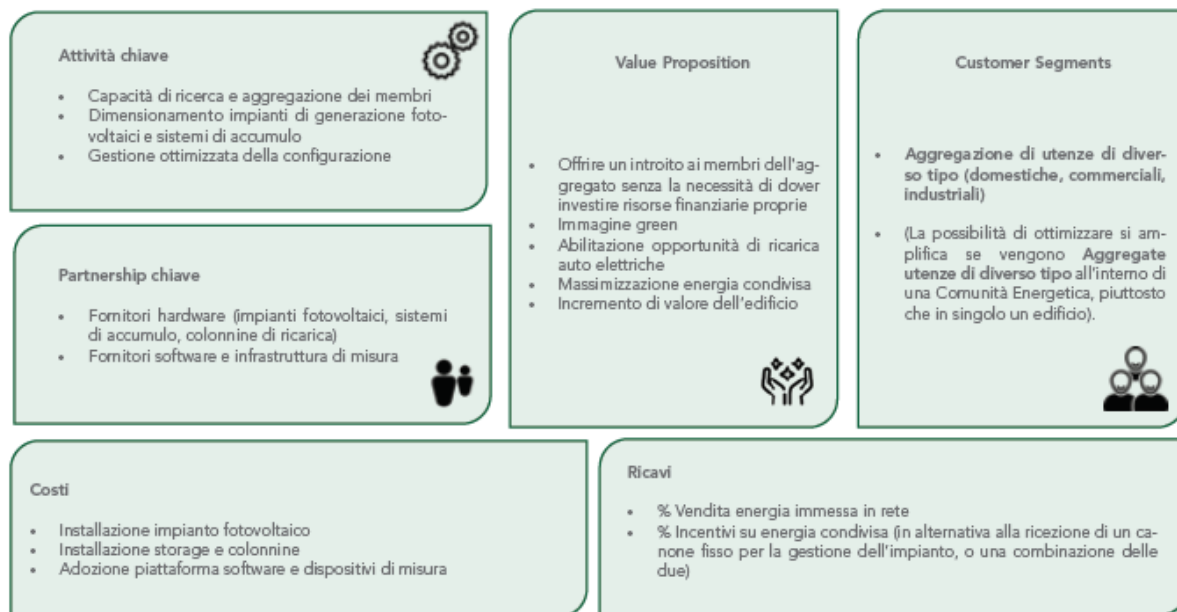 Attività chiave
• Capacità di ricerca e aggregazione dei membri
• Dimensionamento impianti di generazione foto-
voltaici e sistemi di accumulo
• Gestione ottimizzata della configurazione
Partnership chiave
• Fornitori hardware (impianti fotovoltaici, sistemi
di accumulo, colonnine di ricarica)
• Fornitori software e infrastruttura di misura
Value Proposition
• Offrire un introito ai membri dell'ag-
gregato senza la necessità di dover
investire risorse finanziarie proprie
• Immagine green
• Abilitazione opportunità di ricarica
auto elettriche
• Massimizzazione energia condivisa
• Incremento di valore dell'edificio
Customer Segments
• Aggregazione di utenze di diver-
so tipo (domestiche, commerciali,
industriali)
• (La possibilità di ottimizzare si am-
plifica se vengono Aggregate
utenze di diverso tipo all'interno di
una Comunità Energetica, piuttosto
che in singolo un edificio).
Costi
• Installazione impianto fotovoltaico
• Installazione storage e colonnine
• Adozione piattaforma software e dispositivi di misura
Ricavi
• % Vendita energia immessa in rete
• % Incentivi su energia condivisa (in alternativa alla ricezione di un ca-
none fisso per la gestione dell'impianto, o una combinazione delle
due)